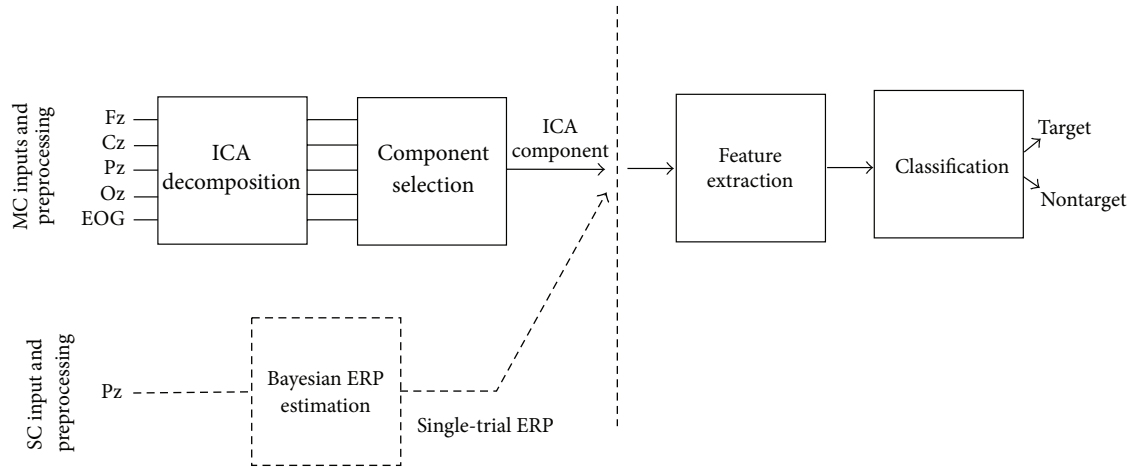 MC inputs and
preprocessing
Fz
Cz
Pz
Oz
EOG
ICA
decomposition
Component
selection
ICA
component
Feature
extraction
Classification
Target
Nontarget
SC input and
preprocessing
Pz
Bayesian ERP
estimation
Single-trial ERP